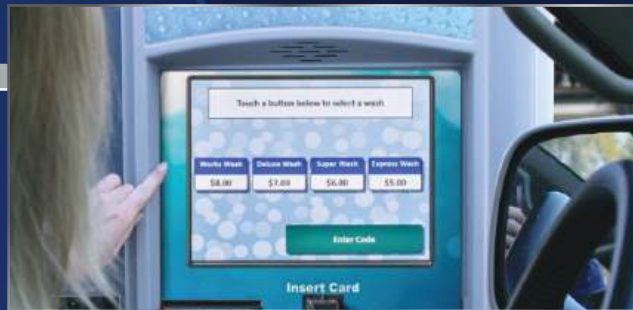 Touch a button below to select a wash
Works Wash Deluxe Wash Super Wash Express Wash
$8.00 $7.00 $6.00 $5.00
Enter Code
Insert Card